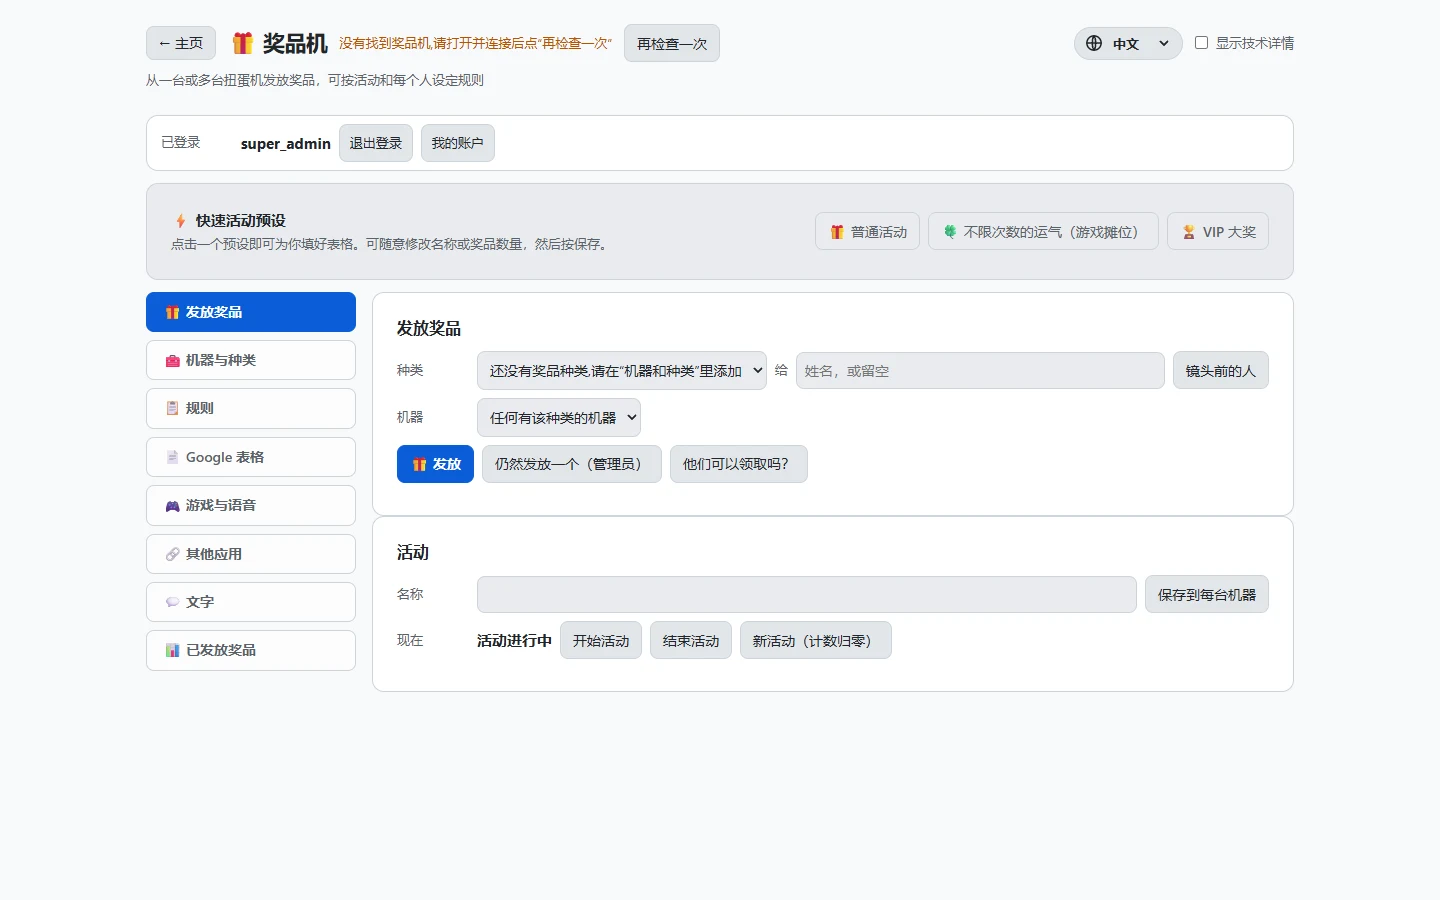 ← 主页
奖品机
没有找到奖品机,请打开并连接后点“再检查一次”
再检查一次
中文
显示技术详情
从一台或多台扭蛋机发放奖品，可按活动和每个人设定规则
已登录
super_admin
退出登录
我的账户
快速活动预设
点击一个预设即可为你填好表格。可随意修改名称或奖品数量，然后按保存。
普通活动
不限次数的运气（游戏摊位）
VIP 大奖
发放奖品
机器与种类
规则
Google 表格
游戏与语音
其他应用
文字
已发放奖品
发放奖品
种类
还没有奖品种类,请在“机器和种类”里添加
给
姓名，或留空
镜头前的人
机器
任何有该种类的机器
发放
仍然发放一个（管理员）
他们可以领取吗？
活动
名称
保存到每台机器
现在
活动进行中
开始活动
结束活动
新活动（计数归零）